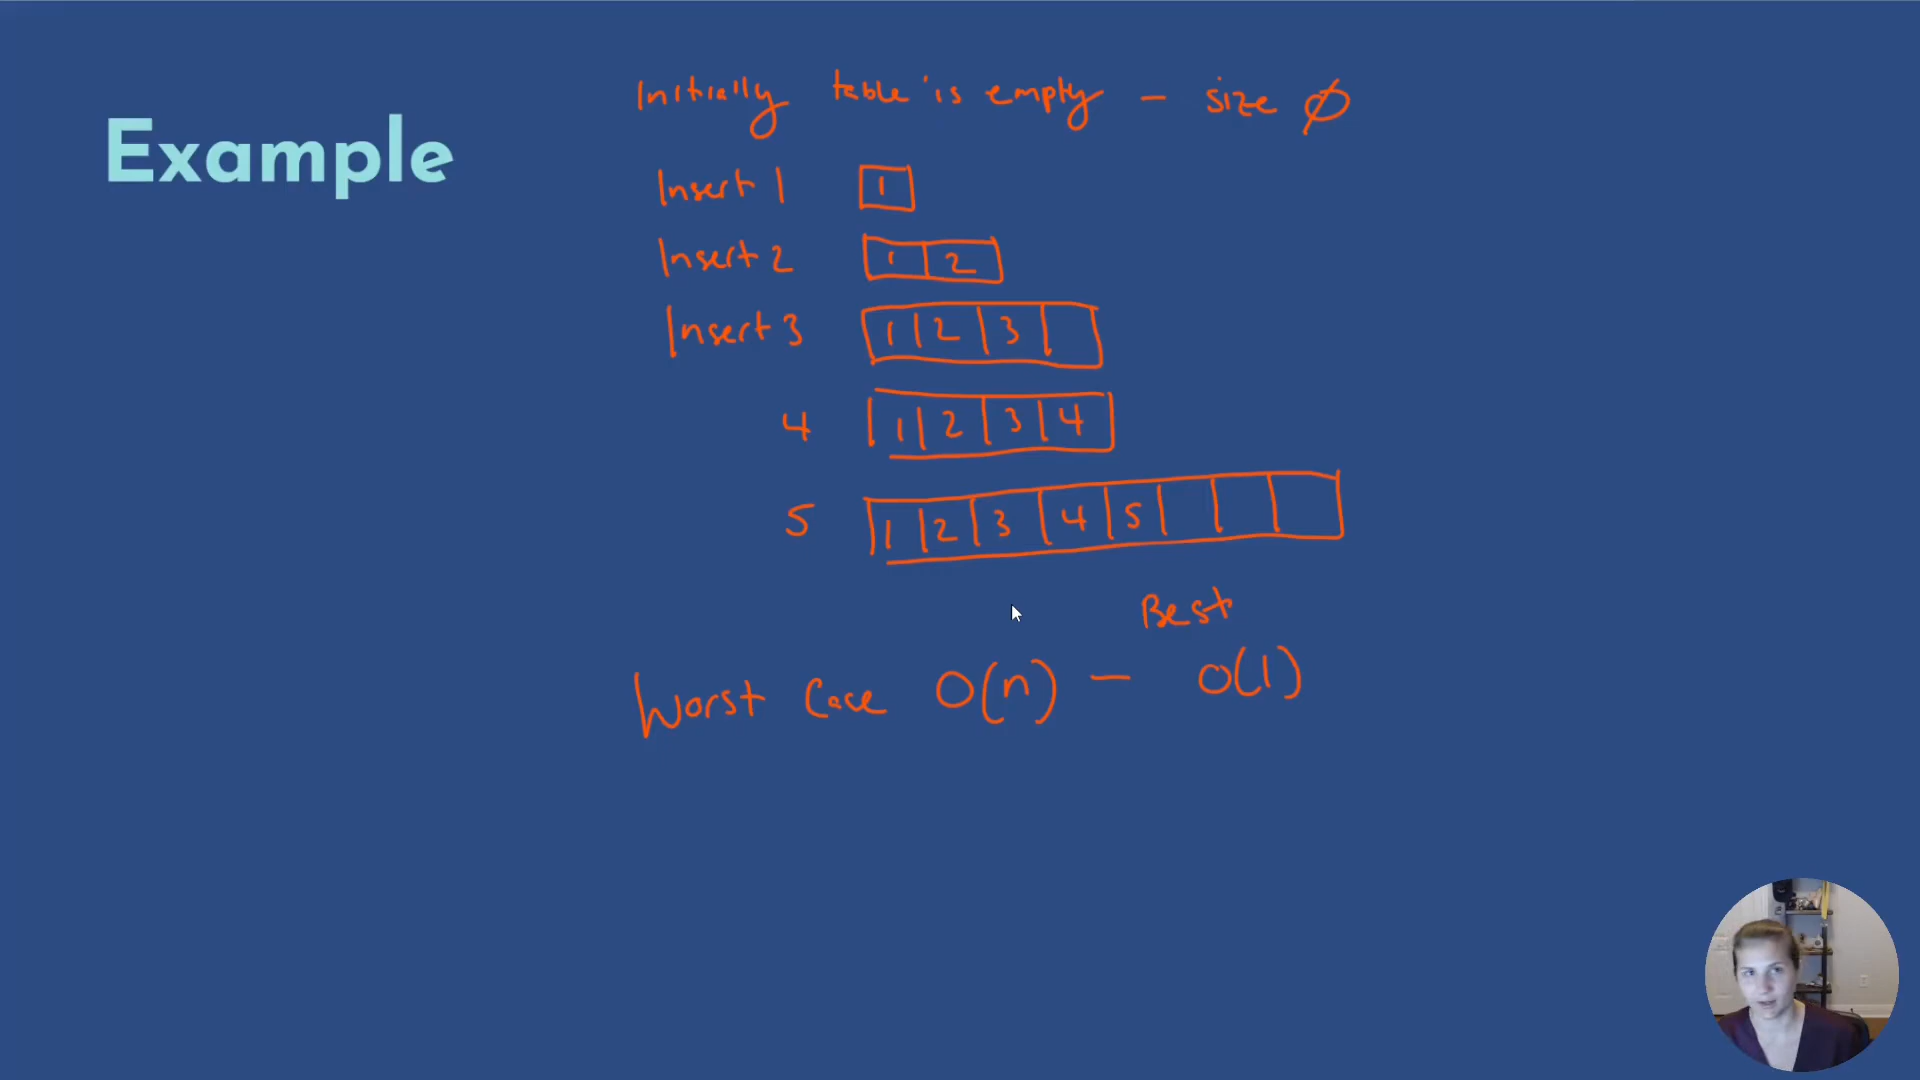 Example
Initially table is empty - size Ø
Insert 1 1
Insert 2 1 2
Insert 3 1 2 3
4 1 2 3 4
5 1 2 3 4 5
Best
Worst Case O(n) - O(1)